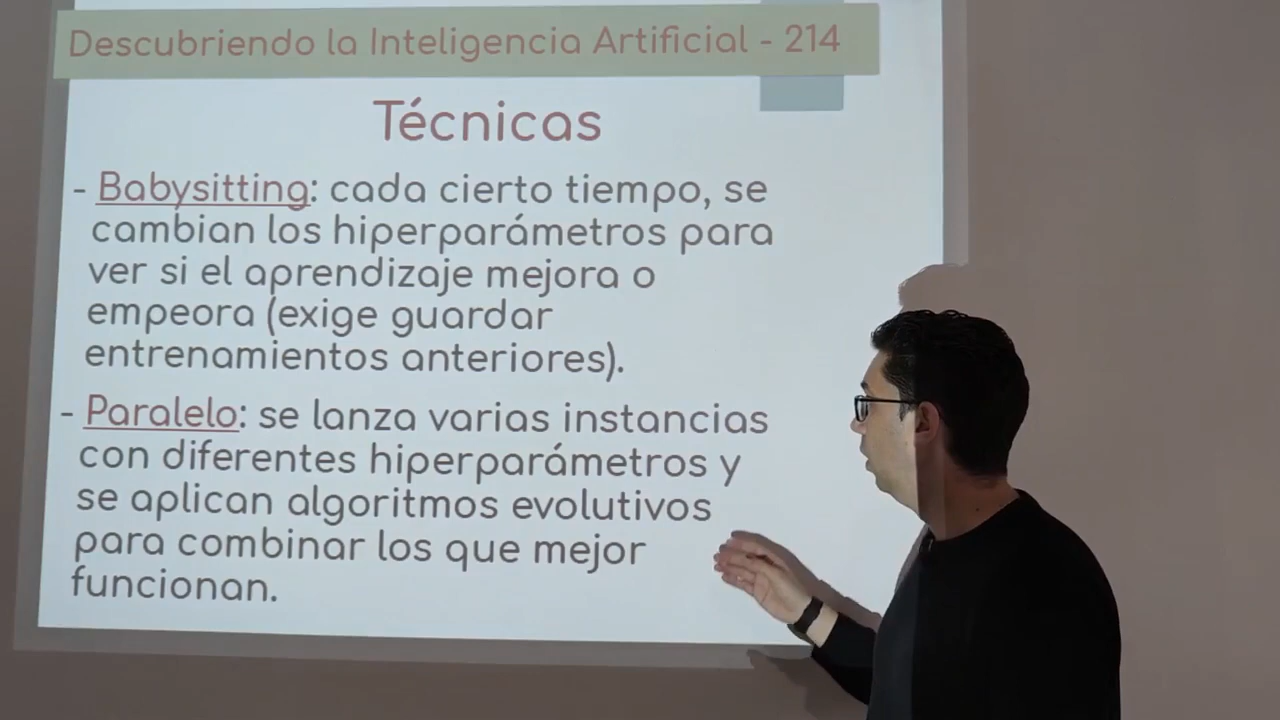 Descubriendo la Inteligencia Artificial - 214
Técnicas
- Babysitting: cada cierto tiempo, se
cambian los hiperparámetros para
ver si el aprendizaje mejora o
empeora (exige guardar
entrenamientos anteriores).
- Paralelo: se lanza varias instancias
con diferentes hiperparámetros y
se aplican algoritmos evolutivos
para combinar los que mejor
funcionan.